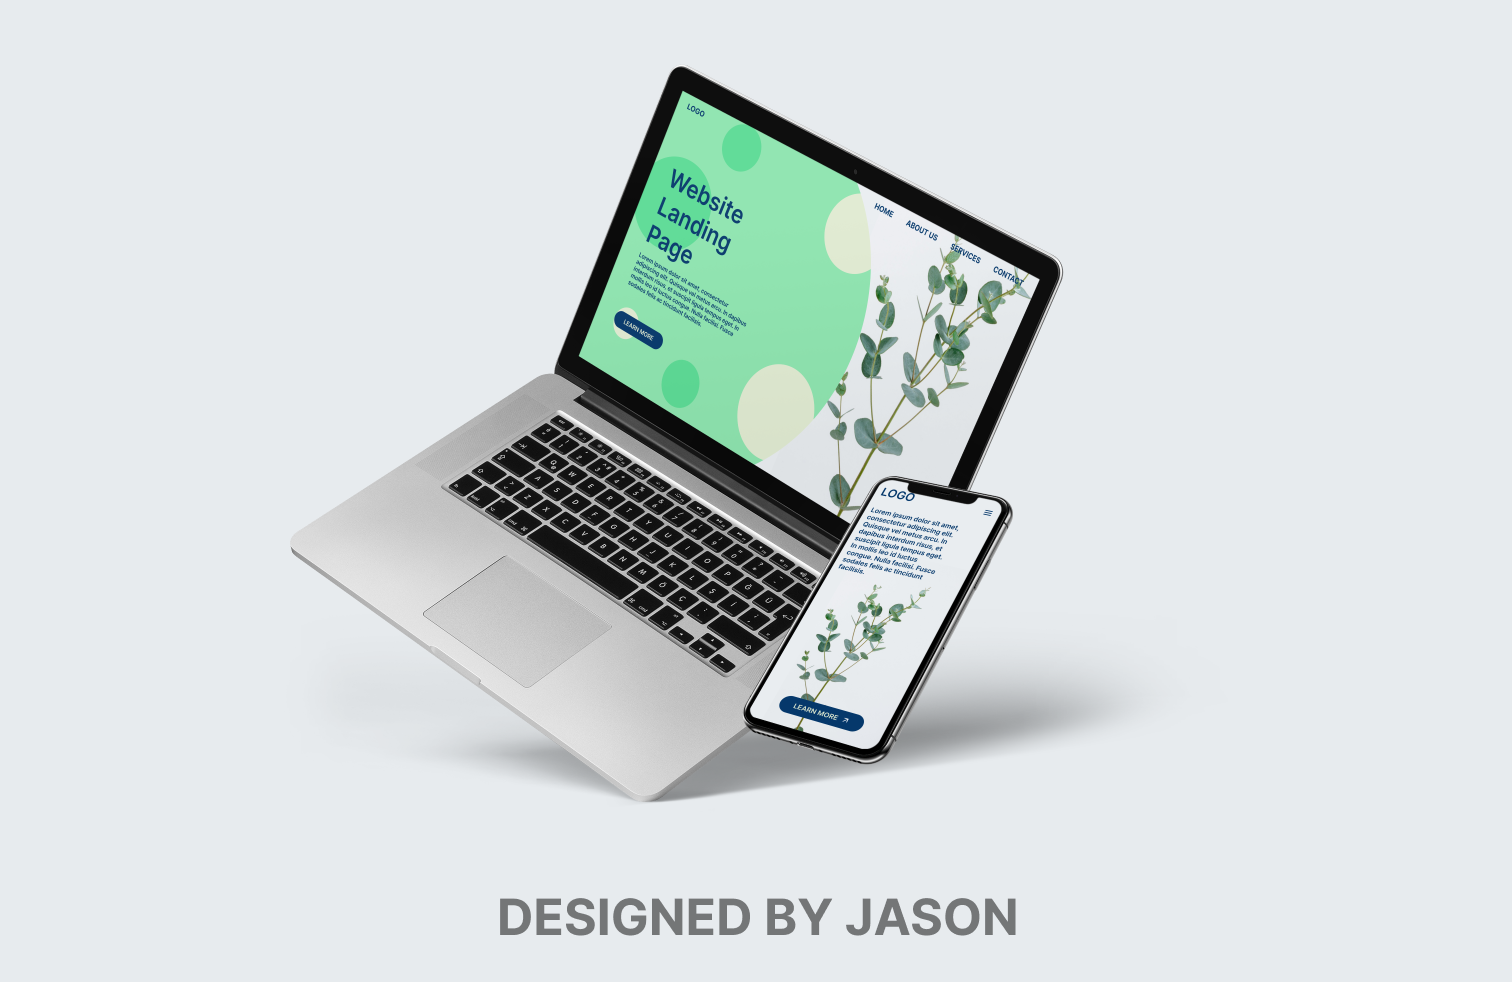 LOGO
HOME
ABOUT US
SERVICES
CONTACT
Website
Landing
Page
Lorem ipsum dolor sit amet, consectetur
adipiscing elit. Quisque vel metus arcu. In dapibus
interdum risus, et suscipit ligula tempus eget. In
mollis leo id luctus congue. Nulla facilisi. Fusce
sodales felis ac tincidunt facilisis.
LEARN MORE
LOGO
Lorem ipsum dolor sit amet,
consectetur adipiscing elit.
Quisque vel metus arcu. In
dapibus interdum risus, et
suscipit ligula tempus eget.
In mollis leo id luctus
congue. Nulla facilisi. Fusce
sodales felis ac tincidunt
facilisis.
LEARN MORE
DESIGNED BY JASON